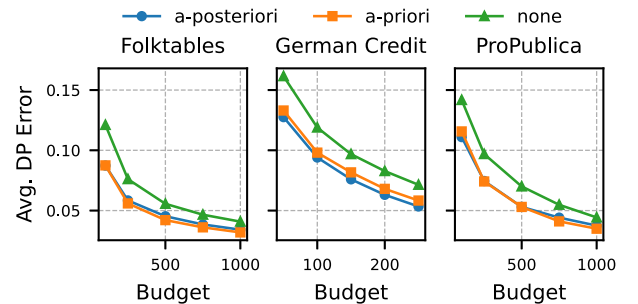 a-posteriori a-priori none
Folktables German Credit ProPublica
Avg. DP Error
0.15
0.10
0.05
500 1000 100 200 500 1000
Budget Budget Budget